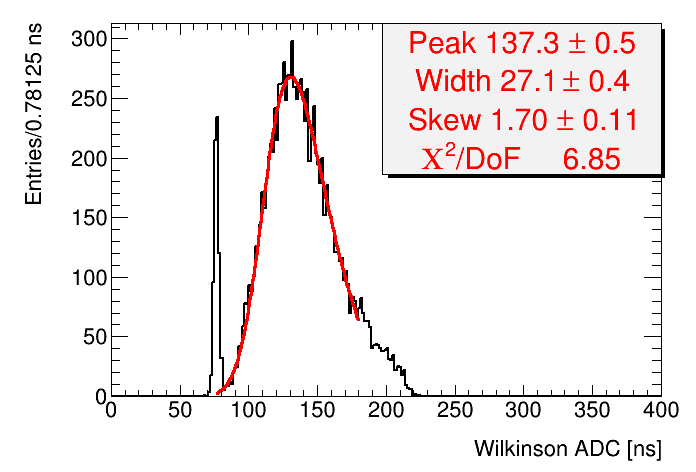 Entries/0.78125 ns
300
250
200
150
100
50
0
Peak 137.3 ± 0.5
Width 27.1 ± 0.4
Skew 1.70 ± 0.11
Χ²/DoF 6.85
0 50 100 150 200 250 300 350 400
Wilkinson ADC [ns]